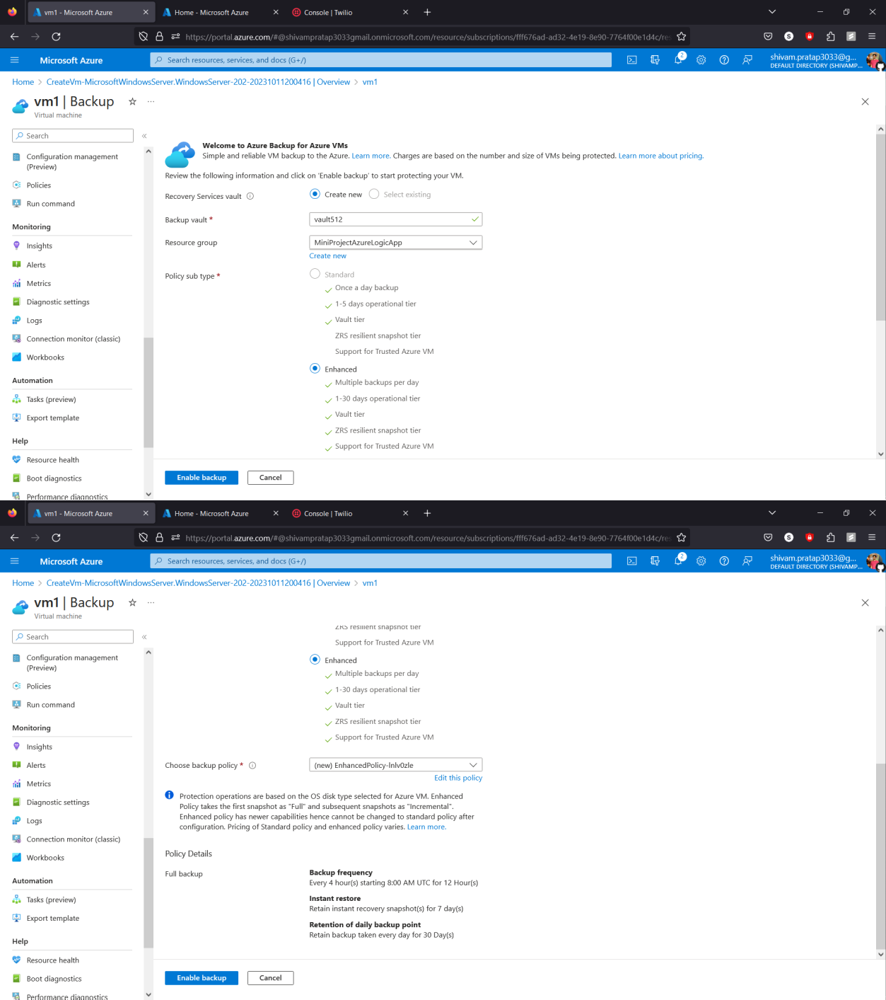 vm1 - Microsoft Azure
Home - Microsoft Azure
Console | Twilio
https://portal.azure.com/#@shivampratap3033gmail.onmicrosoft.com/resource/subscriptions/fff676ad-ad32-4e19-8e90-7764f00e1d4c/res
Microsoft Azure
Search resources, services, and docs (G+/)
2
shivam.pratap3033@g...
DEFAULT DIRECTORY (SHIVAMP...
Home > CreateVm-MicrosoftWindowsServer.WindowsServer-202-20231011200416 | Overview > vm1
vm1 | Backup
Virtual machine
Search
Configuration management
(Preview)
Policies
Run command
Monitoring
Insights
Alerts
Metrics
Diagnostic settings
Logs
Connection monitor (classic)
Workbooks
Automation
Tasks (preview)
Export template
Help
Resource health
Boot diagnostics
Performance diagnostics
Welcome to Azure Backup for Azure VMs
Simple and reliable VM backup to the Azure. Learn more. Charges are based on the number and size of VMs being protected. Learn more about pricing.
Review the following information and click on 'Enable backup' to start protecting your VM.
Recovery Services vault
Create new
Select existing
Backup vault *
vault512
Resource group
MiniProjectAzureLogicApp
Create new
Policy sub type *
Standard
Once a day backup
1-5 days operational tier
Vault tier
ZRS resilient snapshot tier
Support for Trusted Azure VM
Enhanced
Multiple backups per day
1-30 days operational tier
Vault tier
ZRS resilient snapshot tier
Support for Trusted Azure VM
Enable backup
Cancel
vm1 - Microsoft Azure
Home - Microsoft Azure
Console | Twilio
https://portal.azure.com/#@shivampratap3033gmail.onmicrosoft.com/resource/subscriptions/fff676ad-ad32-4e19-8e90-7764f00e1d4c/res
Microsoft Azure
Search resources, services, and docs (G+/)
2
shivam.pratap3033@g...
DEFAULT DIRECTORY (SHIVAMP...
Home > CreateVm-MicrosoftWindowsServer.WindowsServer-202-20231011200416 | Overview > vm1
vm1 | Backup
Virtual machine
Search
Configuration management
(Preview)
Policies
Run command
Monitoring
Insights
Alerts
Metrics
Diagnostic settings
Logs
Connection monitor (classic)
Workbooks
Automation
Tasks (preview)
Export template
Help
Resource health
Boot diagnostics
Performance diagnostics
ZRS resilient snapshot tier
Support for Trusted Azure VM
Enhanced
Multiple backups per day
1-30 days operational tier
Vault tier
ZRS resilient snapshot tier
Support for Trusted Azure VM
Choose backup policy *
(new) EnhancedPolicy-lnlv0zle
Edit this policy
Protection operations are based on the OS disk type selected for Azure VM. Enhanced
Policy takes the first snapshot as "Full" and subsequent snapshots as "Incremental".
Enhanced policy has newer capabilities hence cannot be changed to standard policy after
configuration. Pricing of Standard policy and enhanced policy varies. Learn more.
Policy Details
Full backup
Backup frequency
Every 4 hour(s) starting 8:00 AM UTC for 12 Hour(s)
Instant restore
Retain instant recovery snapshot(s) for 7 day(s)
Retention of daily backup point
Retain backup taken every day for 30 Day(s)
Enable backup
Cancel